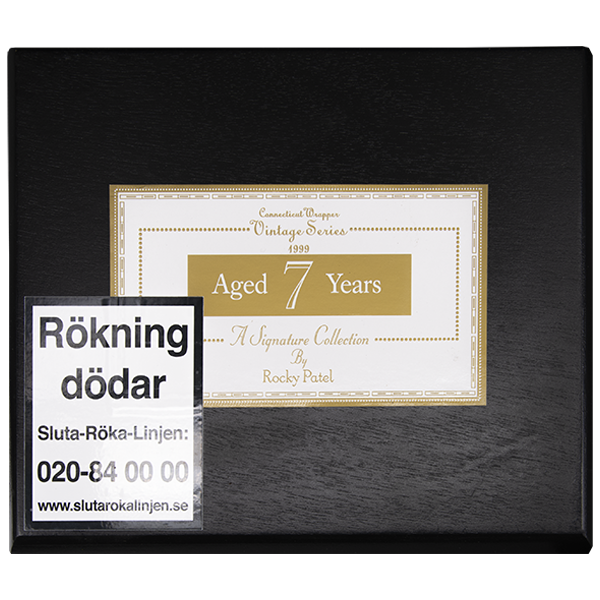 Connecticut Wrapper
Vintage Series
1999
Aged 7 Years
A Signature Collection
By
Rocky Patel
Rökning
dödar
Sluta-Röka-Linjen:
020-84 00 00
www.slutarokalinjen.se